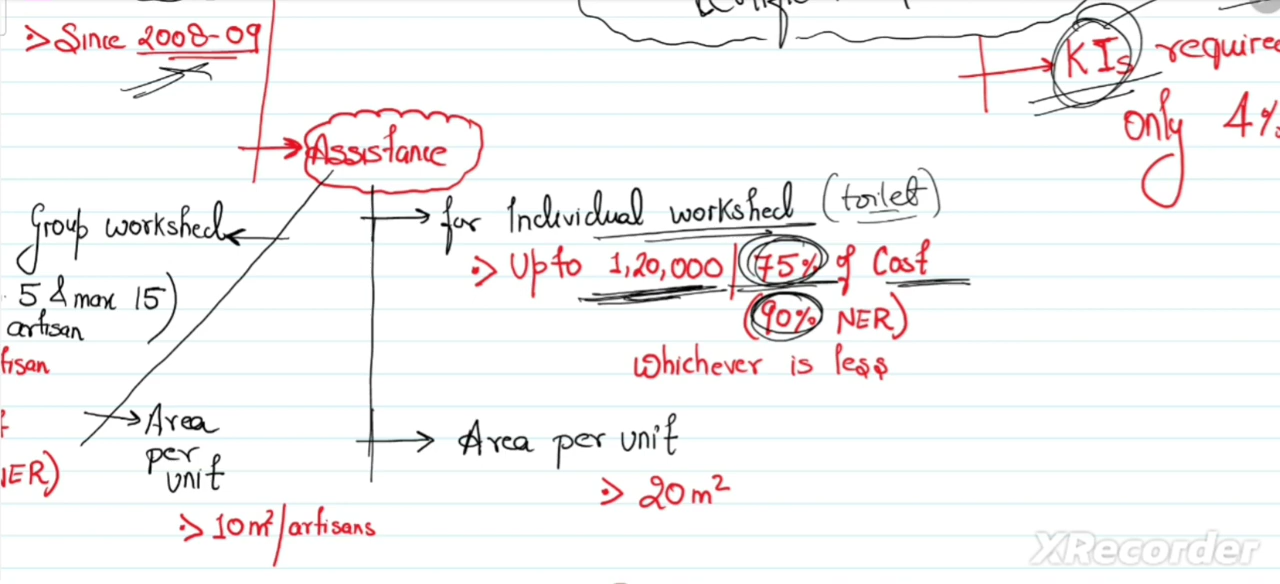 Since 2008-09
KIs required
only 4%
Assistance
Group workshed
5 & max 15)
artisan
tisan
NER)
Area
per
unit
10m²/artisans
for Individual workshed (toilet)
Upto 1,20,000 / 75% of Cost
(90% NER)
Whichever is less
Area per unit
20m²
XRecorder